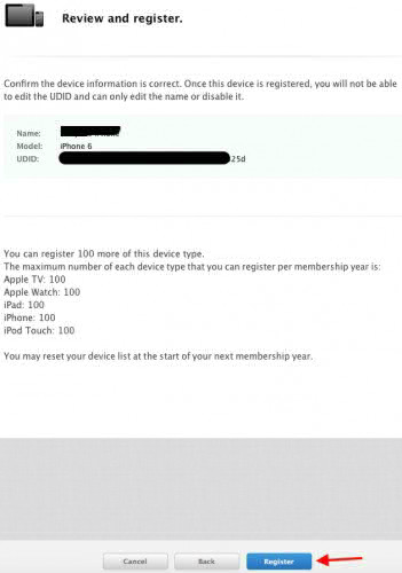 Review and register.
Confirm the device information is correct. Once this device is registered, you will not be able
to edit the UDID and can only edit the name or disable it.
Name:
Model: iPhone 6
UDID: 25d
You can register 100 more of this device type.
The maximum number of each device type that you can register per membership year is:
Apple TV: 100
Apple Watch: 100
iPad: 100
iPhone: 100
iPod Touch: 100
You may reset your device list at the start of your next membership year.
Cancel Back Register